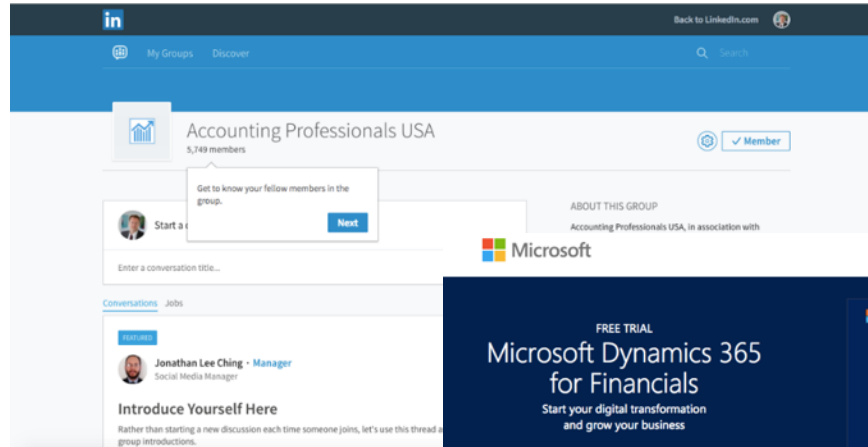 in
Back to LinkedIn.com
My Groups Discover
Search
Accounting Professionals USA
5,749 members
✓ Member
Get to know your fellow members in the
group.
Next
Start a
Enter a conversation title...
ABOUT THIS GROUP
Accounting Professionals USA, in association with
Conversations Jobs
FEATURED
Jonathan Lee Ching · Manager
Social Media Manager
Introduce Yourself Here
Rather than starting a new discussion each time someone joins, let's use this thread
group introductions.
Microsoft
FREE TRIAL
Microsoft Dynamics 365
for Financials
Start your digital transformation
and grow your business